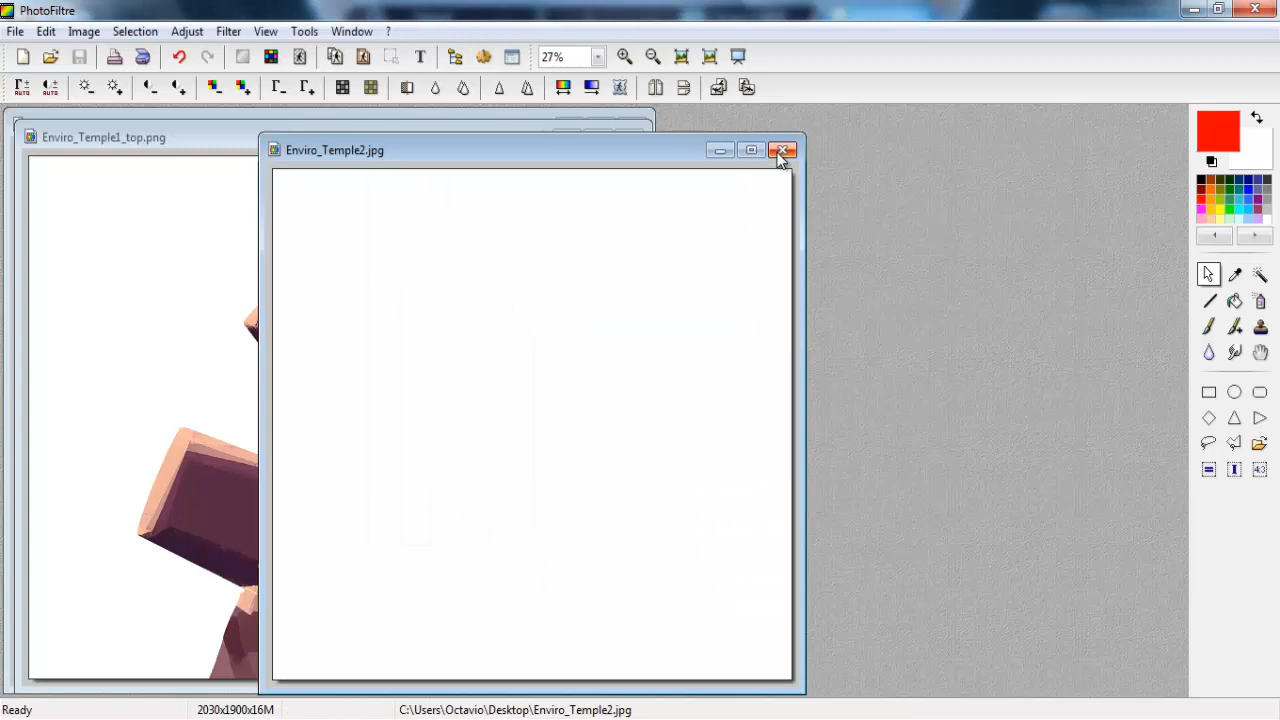 PhotoFiltre
File Edit Image Selection Adjust Filter View Tools Window ?
27%
Enviro_Temple1_top.png
Enviro_Temple2.jpg
Ready 2030x1900x16M C:\Users\Octavio\Desktop\Enviro_Temple2.jpg